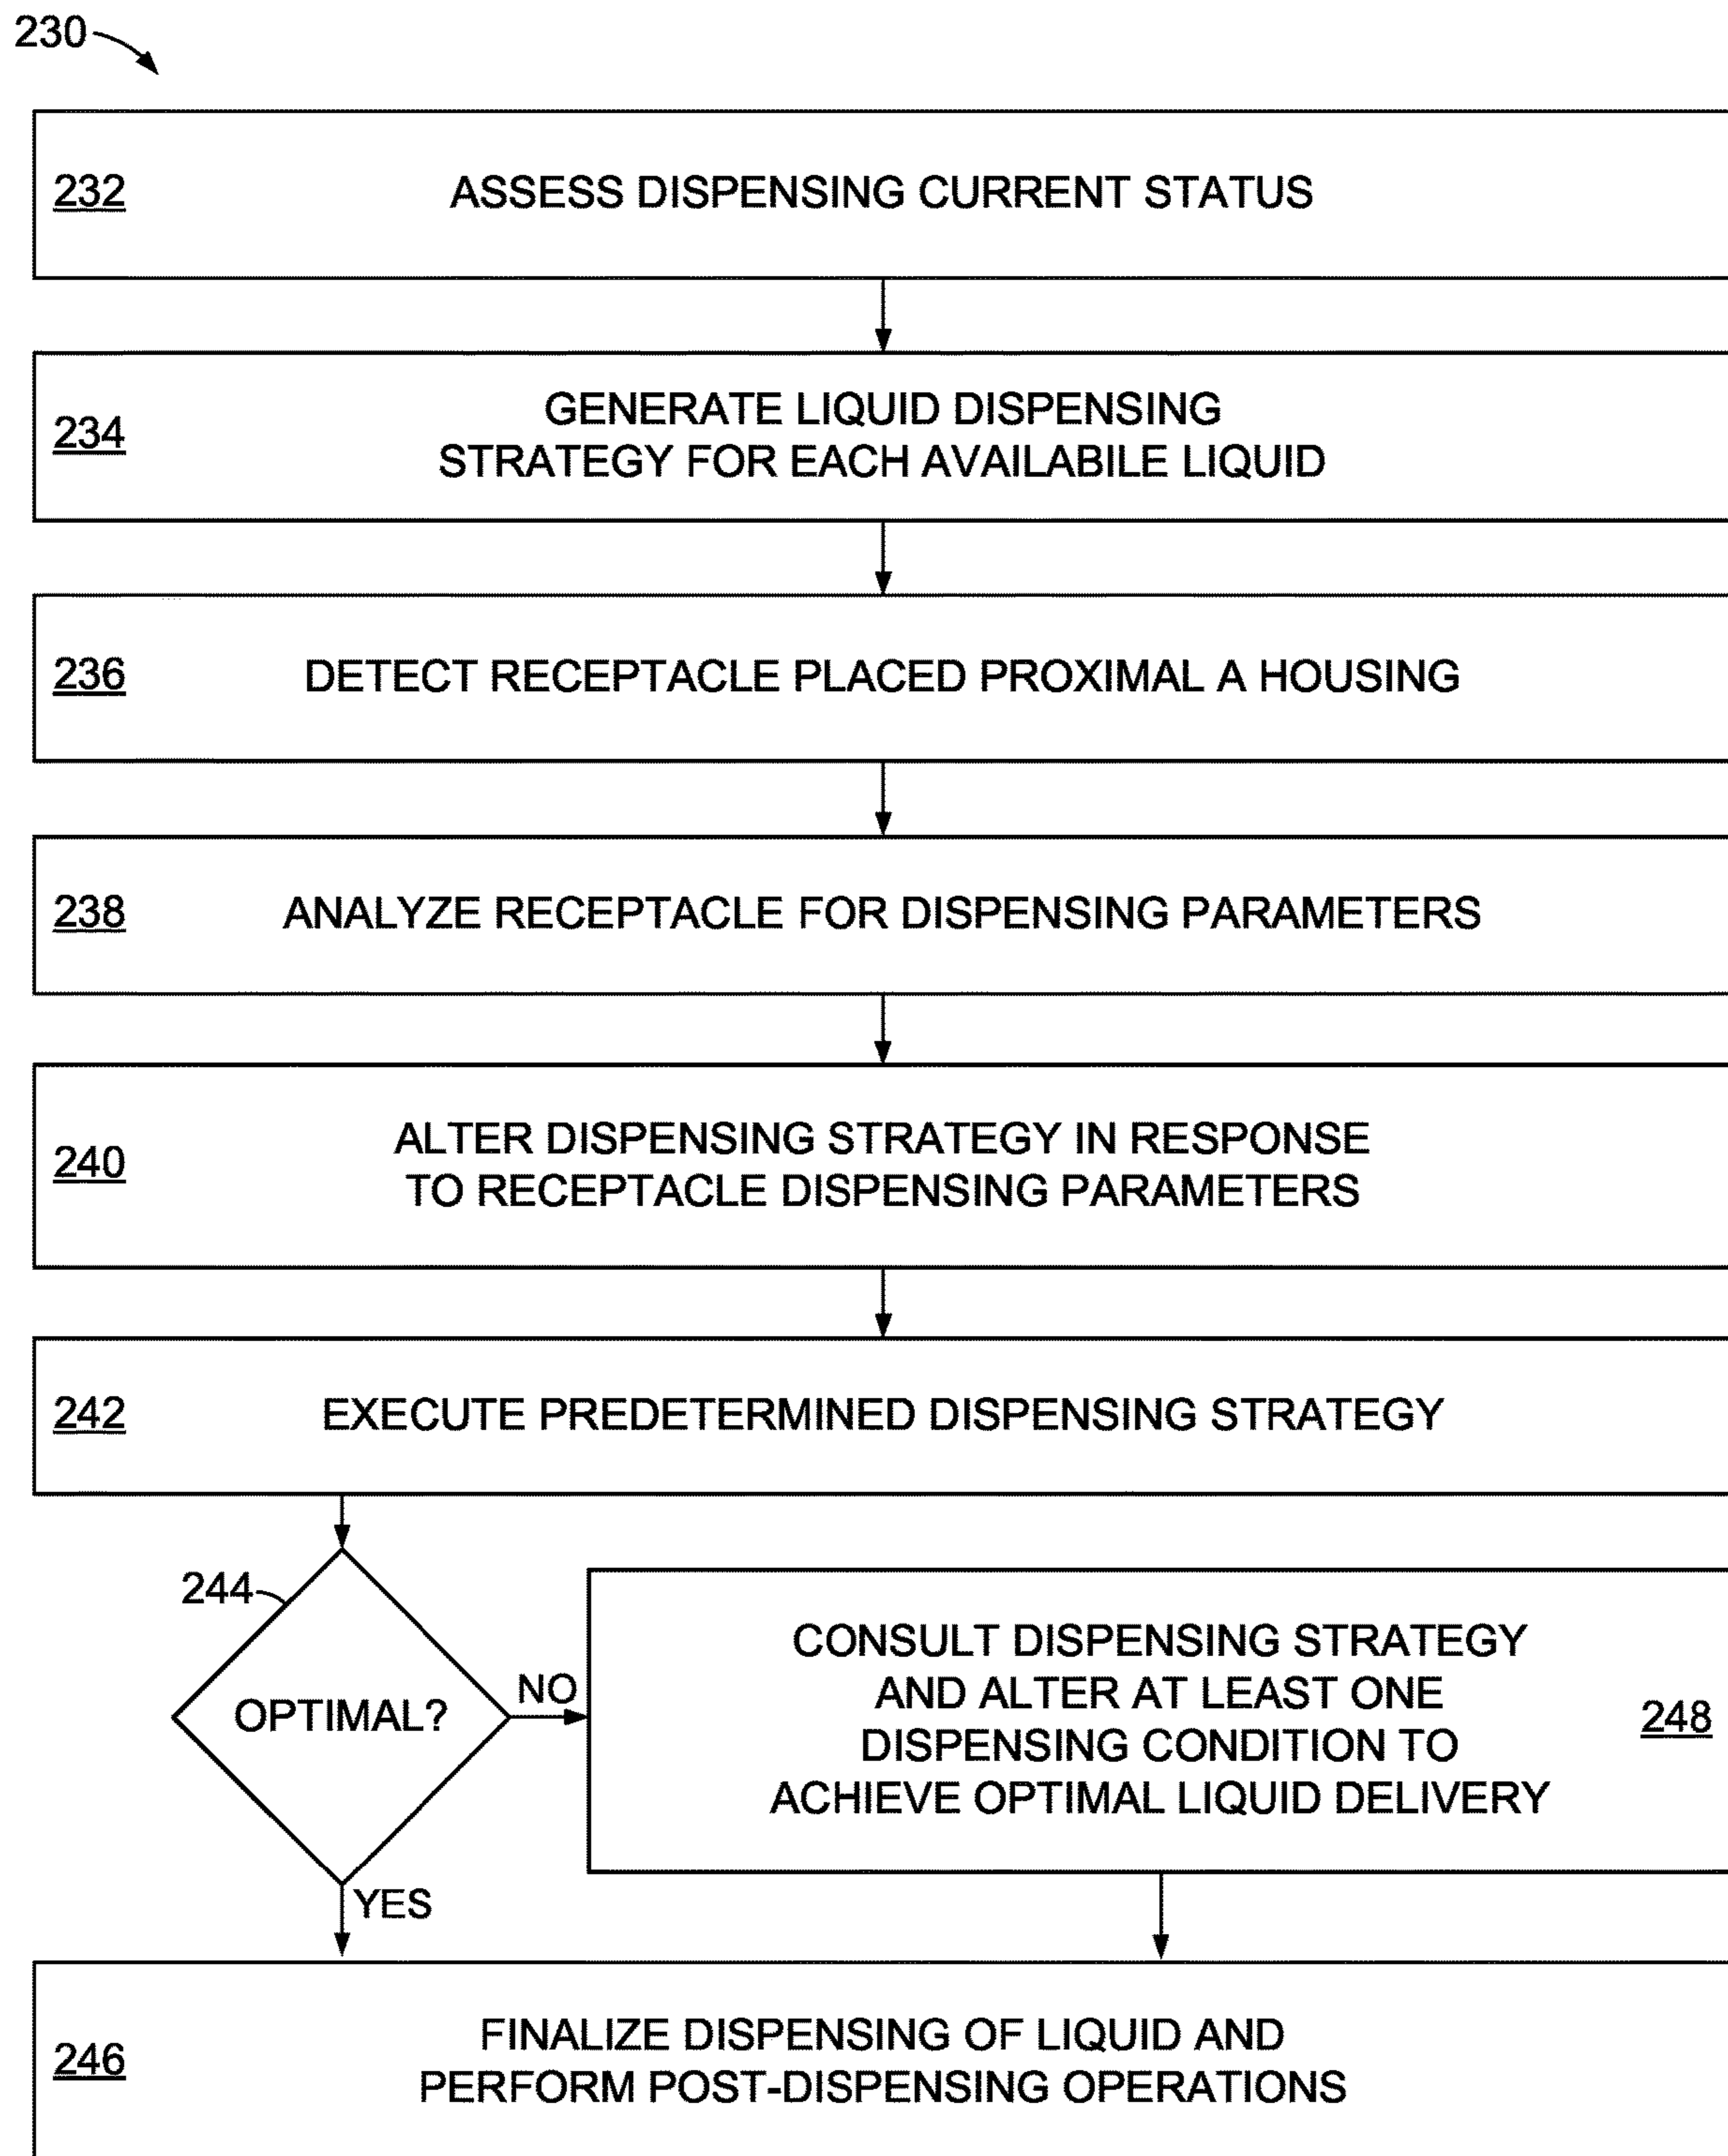 230
232
ASSESS DISPENSING CURRENT STATUS
234
GENERATE LIQUID DISPENSING
STRATEGY FOR EACH AVAILABILE LIQUID
236
DETECT RECEPTACLE PLACED PROXIMAL A HOUSING
238
ANALYZE RECEPTACLE FOR DISPENSING PARAMETERS
240
ALTER DISPENSING STRATEGY IN RESPONSE
TO RECEPTACLE DISPENSING PARAMETERS
242
EXECUTE PREDETERMINED DISPENSING STRATEGY
244
OPTIMAL?
NO
CONSULT DISPENSING STRATEGY
AND ALTER AT LEAST ONE
DISPENSING CONDITION TO
ACHIEVE OPTIMAL LIQUID DELIVERY
248
YES
246
FINALIZE DISPENSING OF LIQUID AND
PERFORM POST-DISPENSING OPERATIONS